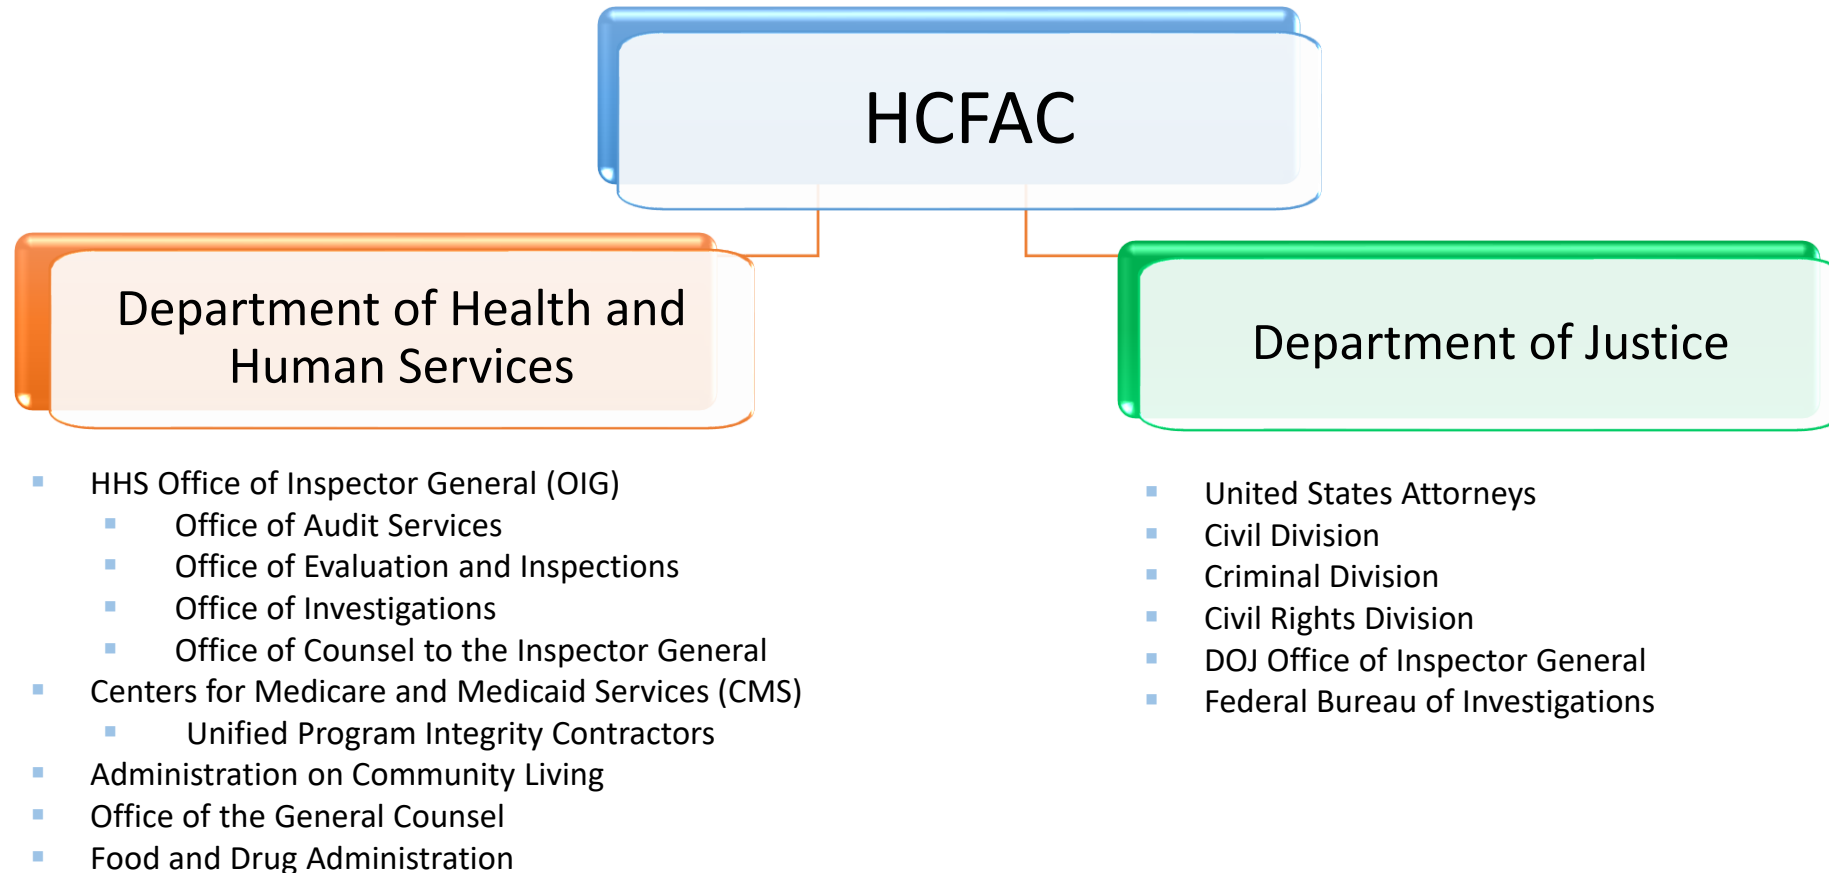 HCFAC
Department of Health and
Human Services
HHS Office of Inspector General (OIG)
Office of Audit Services
Office of Evaluation and Inspections
Office of Investigations
Office of Counsel to the Inspector General
Centers for Medicare and Medicaid Services (CMS)
Unified Program Integrity Contractors
Administration on Community Living
Office of the General Counsel
Food and Drug Administration
Department of Justice
United States Attorneys
Civil Division
Criminal Division
Civil Rights Division
DOJ Office of Inspector General
Federal Bureau of Investigations